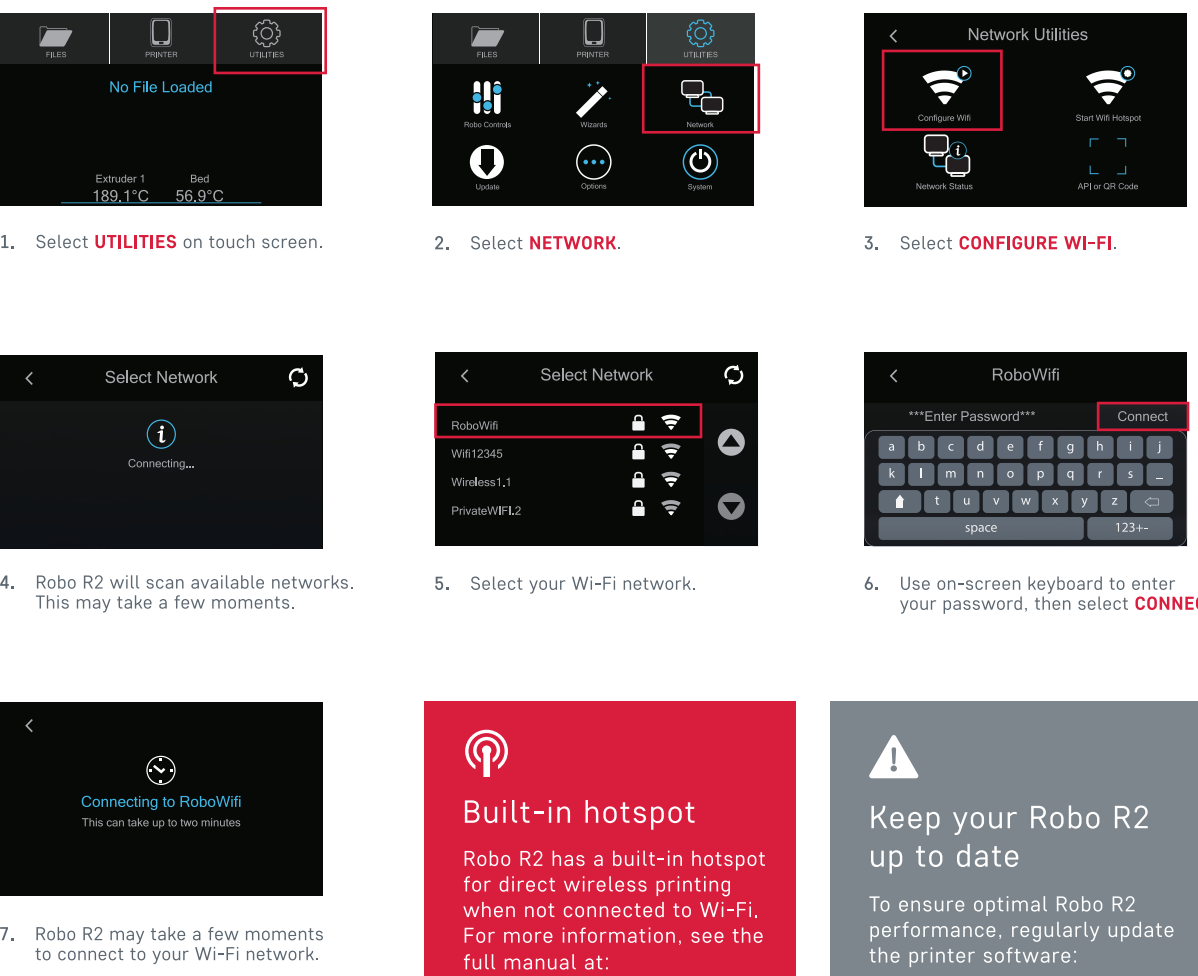 FILES
PRINTER
UTILITIES
No File Loaded
Extruder 1
Bed
189.1°C
56.9°C
1. Select UTILITIES on touch screen.
FILES
PRINTER
UTILITIES
Robo Controls
Wizards
Network
Update
Options
System
2. Select NETWORK.
Network Utilities
Configure Wifi
Start Wifi Hotspot
Network Status
API or QR Code
3. Select CONFIGURE WI-FI.
Select Network
Connecting...
4. Robo R2 will scan available networks.
This may take a few moments.
Select Network
RoboWifi
Wifi12345
Wireless1.1
PrivateWIFI.2
5. Select your Wi-Fi network.
RoboWifi
***Enter Password***
Connect
a b c d e f g h i j
k l m n o p q r s _
t u v w x y z
space 123+-
6. Use on-screen keyboard to enter
your password, then select CONNEC
Connecting to RoboWifi
This can take up to two minutes
7. Robo R2 may take a few moments
to connect to your Wi-Fi network.
Built-in hotspot
Robo R2 has a built-in hotspot
for direct wireless printing
when not connected to Wi-Fi.
For more information, see the
full manual at:
Keep your Robo R2
up to date
To ensure optimal Robo R2
performance, regularly update
the printer software: